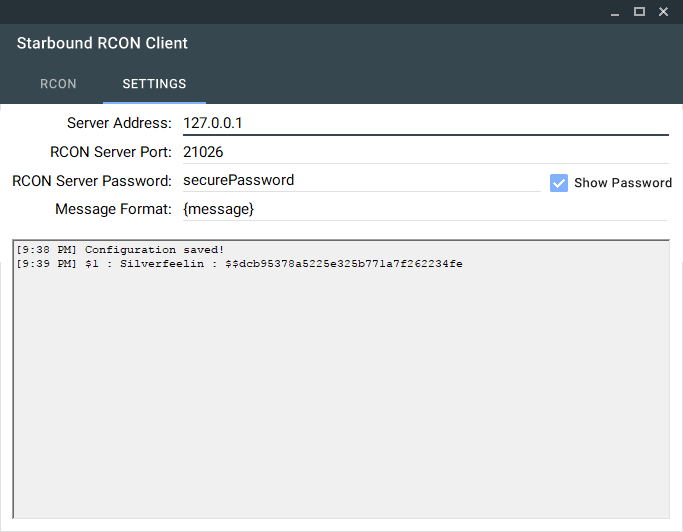 Starbound RCON Client
RCON SETTINGS
Server Address: 127.0.0.1
RCON Server Port: 21026
RCON Server Password: securePassword Show Password
Message Format: {message}
[9:38 PM] Configuration saved!
[9:39 PM] $1 : Silverfeelin : $$dcb95378a5225e325b771a7f262234fe